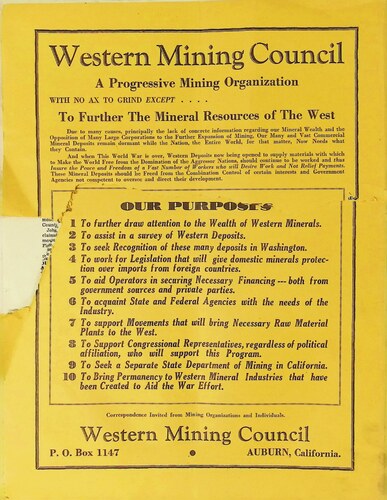 Western Mining Council
A Progressive Mining Organization
WITH NO AX TO GRIND EXCEPT . . . .
To Further The Mineral Resources of The West
Due to many causes, principally the lack of concrete information regarding our Mineral Wealth and the
Opposition of Many Large Corporations to the Further Expansion of Mining, Our Many and Vast Commercial
Mineral Deposits remain dormant while the Nation, the Entire World, for that matter, Now Needs what
they Contain.
And when This World War is over, Western Deposits now being opened to supply materials with which
to Make the World Free from the Domination of the Aggressor Nations, should continue to be worked and thus
Insure the Peace and Freedom of a Vast Number of Workers who will Desire Work and Not Relief Payments.
These Mineral Deposits should be Freed from the Combination Control of certain interests and Government
Agencies not competent to oversee and direct their development.
OUR PURPOSES
1 To further draw attention to the Wealth of Western Minerals.
2 To assist in a survey of Western Deposits.
3 To seek Recognition of these many deposits in Washington.
4 To work for Legislation that will give domestic minerals protec-
tion over imports from foreign countries.
5 To aid Operators in securing Necessary Financing --- both from
government sources and private parties.
6 To acquaint State and Federal Agencies with the needs of the
Industry.
7 To support Movements that will bring Necessary Raw Material
Plants to the West.
8 To Support Congressional Representatives, regardless of political
affiliation, who will support this Program.
9 To Seek a Separate State Department of Mining in California.
10 To Bring Permanency to Western Mineral Industries that have
been Created to Aid the War Effort.
Correspondence Invited from Mining Organizations and Individuals.
Western Mining Council
P. O. Box 1147 • AUBURN, California.